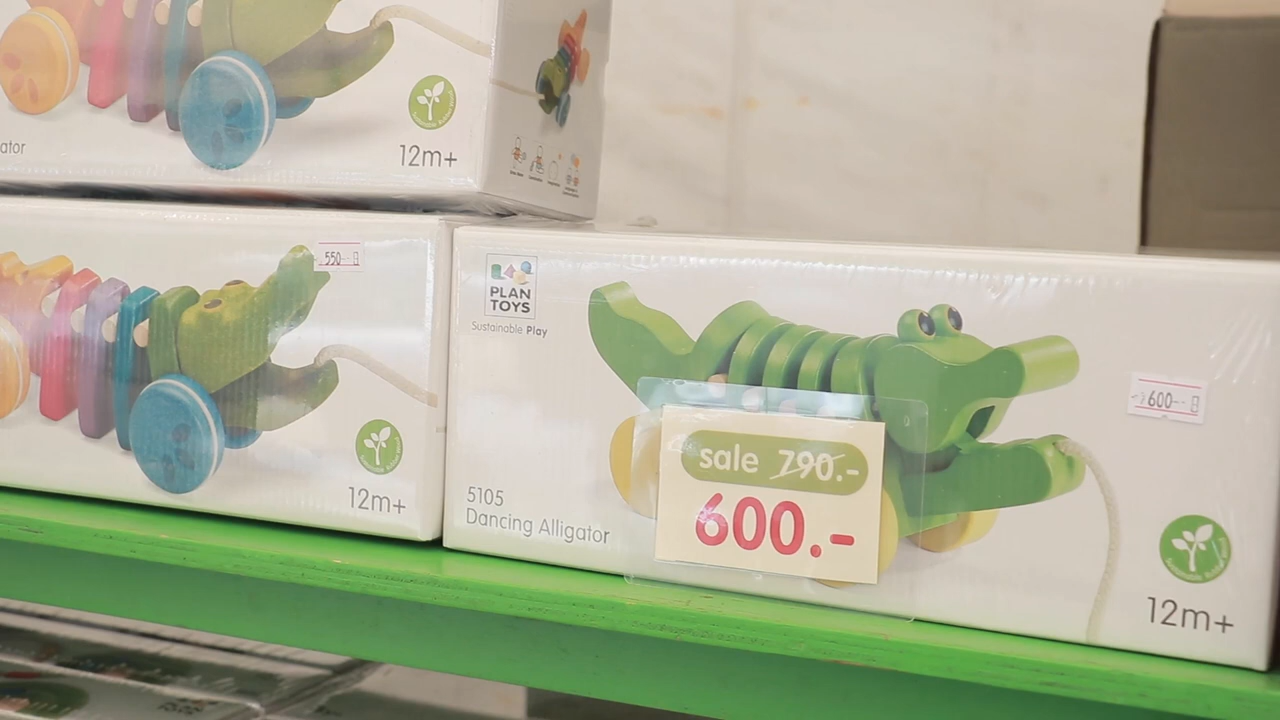 ator
12m+
550.-
12m+
PLAN
TOYS
Sustainable Play
5105
Dancing Alligator
sale 790.-
600.-
600.-
12m+